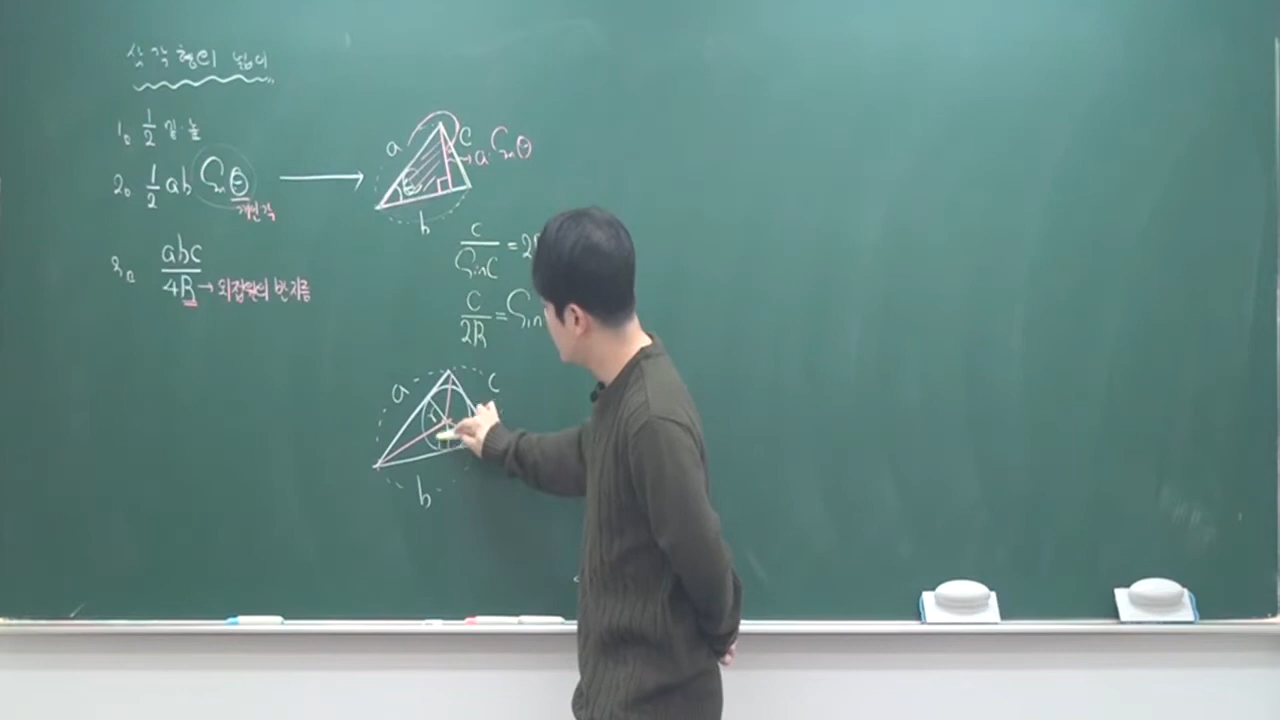 삼각형의 넓이
1. 1/2 밑·높
2. 1/2 ab Sinθ
끼인각
3. abc/4R → 외접원의 반지름
a
c
→ a·Sinθ
θ
b
c/SinC = 2R
c/2R = Sin
a
c
r
b